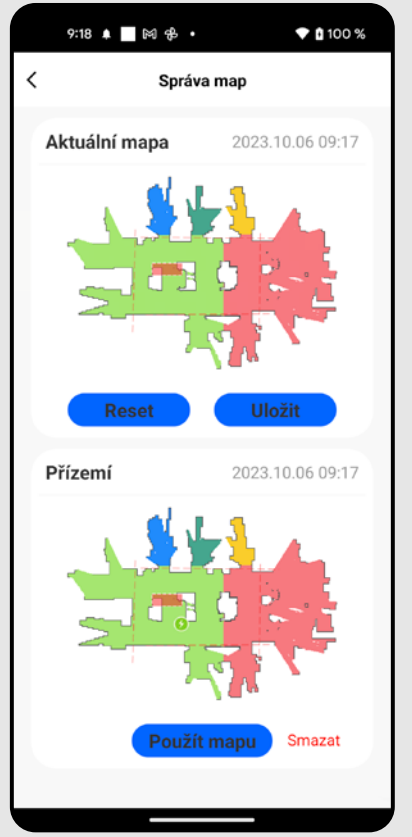 9:18 100 %
Správa map
Aktuální mapa 2023.10.06 09:17
Reset Uložit
Přízemí 2023.10.06 09:17
Použít mapu Smazat